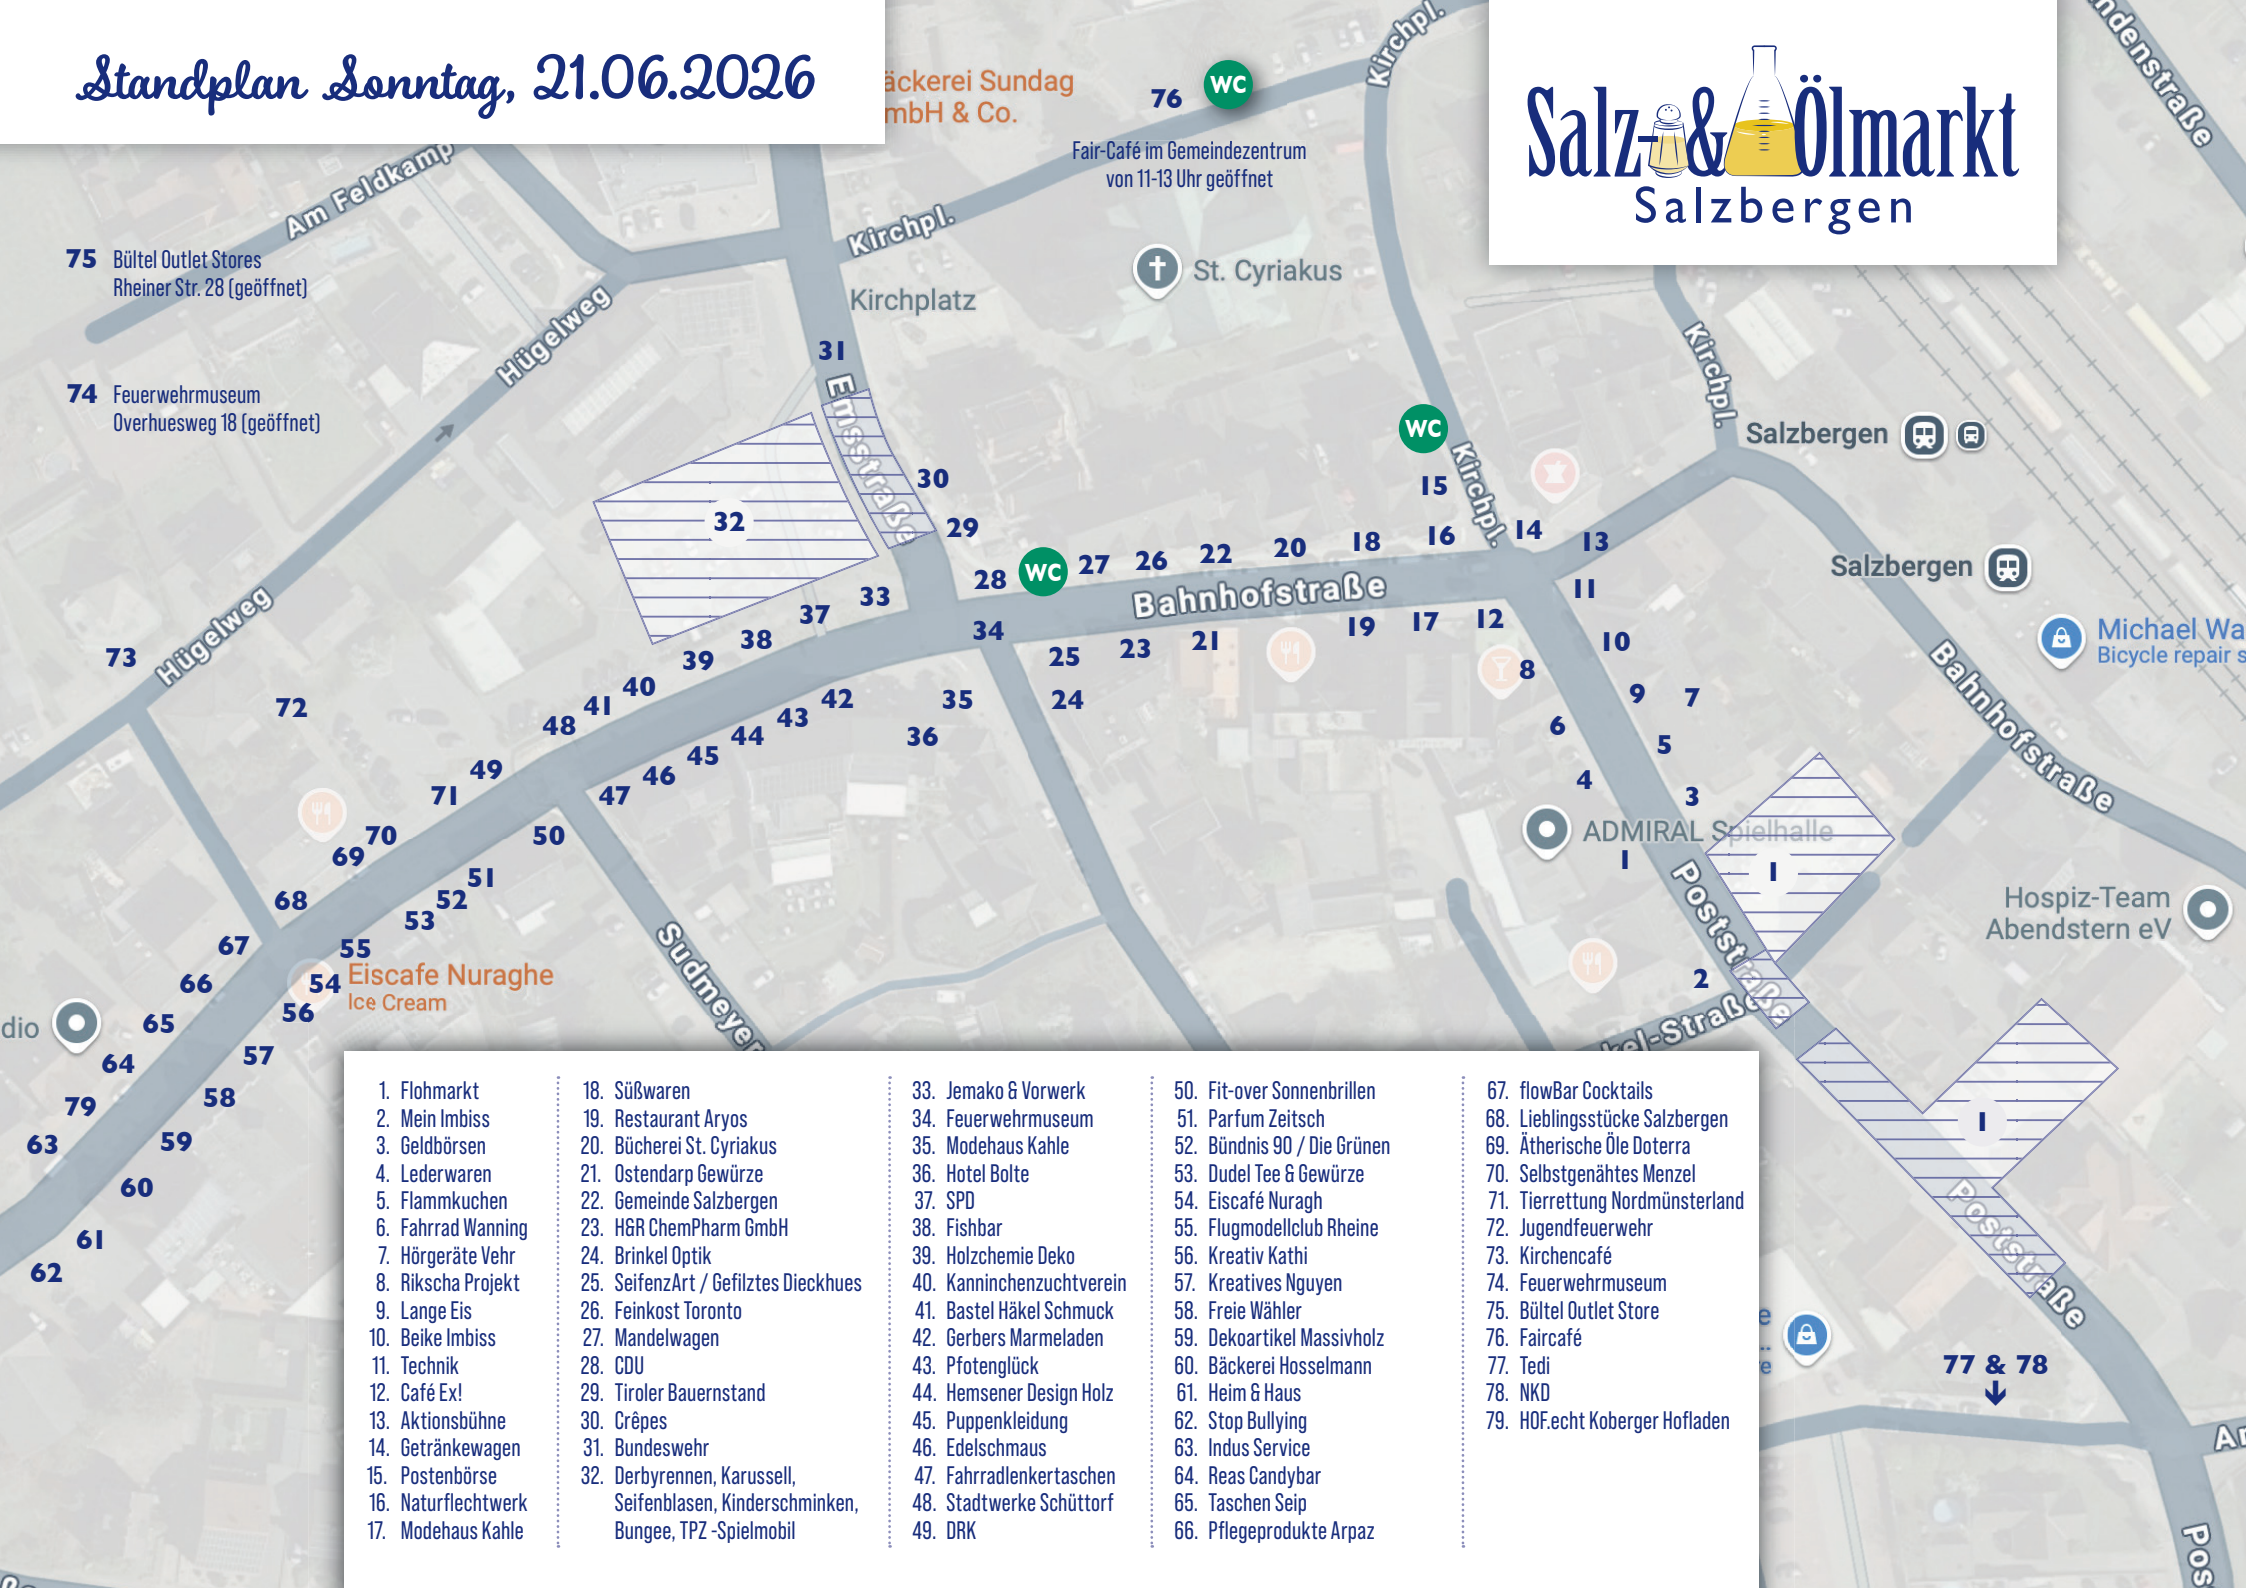 Standplan Sonntag, 21.06.2026
Salz- & Ölmarkt
Salzbergen
äckerei Sundag
mbH & Co.
76
WC
Fair-Café im Gemeindezentrum
von 11-13 Uhr geöffnet
Kirchpl.
ndenstraße
Am Feldkamp
Kirchpl.
St. Cyriakus
Kirchplatz
75 Bültel Outlet Stores
Rheiner Str. 28 (geöffnet)
Hügelweg
74 Feuerwehrmuseum
Overhuesweg 18 (geöffnet)
31
Emsstraße
Kirchpl.
Salzbergen
WC
Kirchpl.
30
15
32
29
16
14
13
18
20
22
26
27
WC
28
Salzbergen
Bahnhofstraße
11
33
37
34
19
17
12
10
Michael Wa
Bicycle repair s
38
39
25
23
21
8
Hügelweg
73
72
40
41
48
42
35
24
9
7
Bahnhofstraße
43
44
36
6
5
45
46
49
71
47
4
3
70
69
50
ADMIRAL Spielhalle
1
1
Poststraße
51
52
53
68
Hospiz-Team
Abendstern eV
67
55
Sudmeyer
66
54
Eiscafe Nuraghe
Ice Cream
56
2
dio
65
57
kel-Straße
64
58
79
63
59
1
60
Poststraße
61
62
77 & 78
e
..
e
Ar
Pos
1. Flohmarkt
2. Mein Imbiss
3. Geldbörsen
4. Lederwaren
5. Flammkuchen
6. Fahrrad Wanning
7. Hörgeräte Vehr
8. Rikscha Projekt
9. Lange Eis
10. Beike Imbiss
11. Technik
12. Café Ex!
13. Aktionsbühne
14. Getränkewagen
15. Postenbörse
16. Naturflechtwerk
17. Modehaus Kahle
18. Süßwaren
19. Restaurant Aryos
20. Bücherei St. Cyriakus
21. Ostendarp Gewürze
22. Gemeinde Salzbergen
23. H&R ChemPharm GmbH
24. Brinkel Optik
25. SeifenzArt / Gefilztes Dieckhues
26. Feinkost Toronto
27. Mandelwagen
28. CDU
29. Tiroler Bauernstand
30. Crêpes
31. Bundeswehr
32. Derbyrennen, Karussell,
Seifenblasen, Kinderschminken,
Bungee, TPZ -Spielmobil
33. Jemako & Vorwerk
34. Feuerwehrmuseum
35. Modehaus Kahle
36. Hotel Bolte
37. SPD
38. Fishbar
39. Holzchemie Deko
40. Kanninchenzuchtverein
41. Bastel Häkel Schmuck
42. Gerbers Marmeladen
43. Pfotenglück
44. Hemsener Design Holz
45. Puppenkleidung
46. Edelschmaus
47. Fahrradlenkertaschen
48. Stadtwerke Schüttorf
49. DRK
50. Fit-over Sonnenbrillen
51. Parfum Zeitsch
52. Bündnis 90 / Die Grünen
53. Dudel Tee & Gewürze
54. Eiscafé Nuragh
55. Flugmodellclub Rheine
56. Kreativ Kathi
57. Kreatives Nguyen
58. Freie Wähler
59. Dekoartikel Massivholz
60. Bäckerei Hosselmann
61. Heim & Haus
62. Stop Bullying
63. Indus Service
64. Reas Candybar
65. Taschen Seip
66. Pflegeprodukte Arpaz
67. flowBar Cocktails
68. Lieblingsstücke Salzbergen
69. Ätherische Öle Doterra
70. Selbstgenähtes Menzel
71. Tierrettung Nordmünsterland
72. Jugendfeuerwehr
73. Kirchencafé
74. Feuerwehrmuseum
75. Bültel Outlet Store
76. Faircafé
77. Tedi
78. NKD
79. HOF.echt Koberger Hofladen